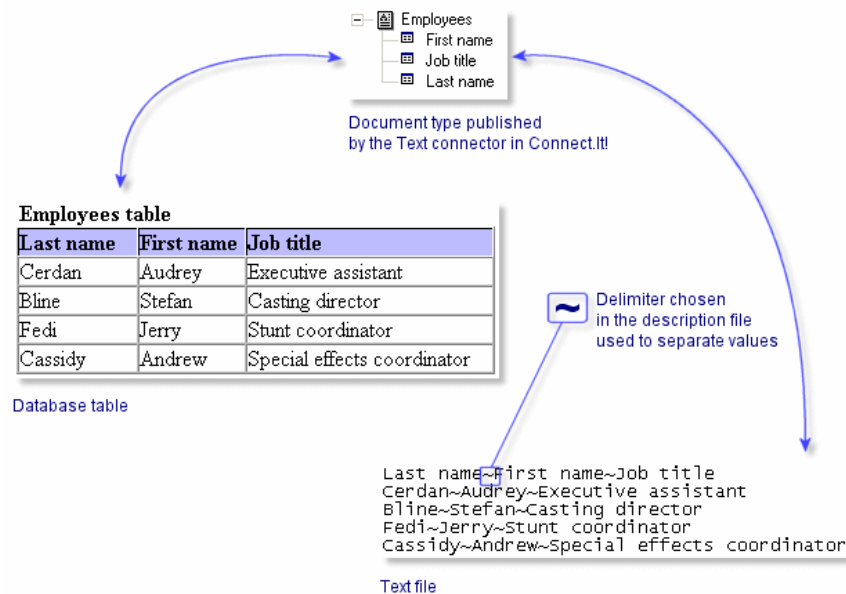 Employees
First name
Job title
Last name
Document type published
by the Text connector in Connect.It!
Employees table
Last name First name Job title
Cerdan Audrey Executive assistant
Bline Stefan Casting director
Fedi Jerry Stunt coordinator
Cassidy Andrew Special effects coordinator
Database table
~
Delimiter chosen
in the description file
used to separate values
Last name~First name~Job title
Cerdan~Audrey~Executive assistant
Bline~Stefan~Casting director
Fedi~Jerry~Stunt coordinator
Cassidy~Andrew~Special effects coordinator
Text file